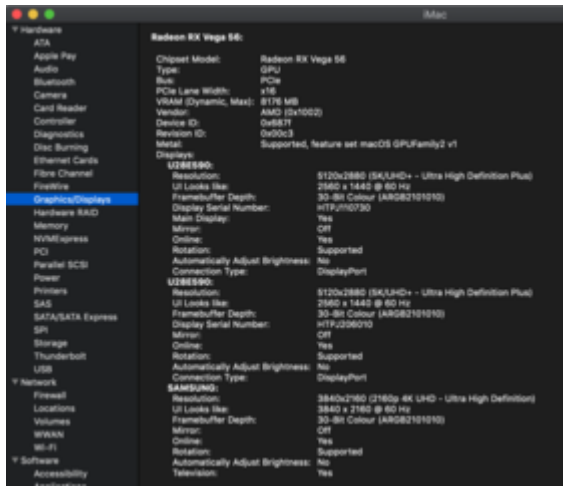 iMac
Hardware
ATA
Apple Pay
Audio
Bluetooth
Camera
Card Reader
Controller
Diagnostics
Disc Burning
Ethernet Cards
Fibre Channel
FireWire
Graphics/Displays
Hardware RAID
Memory
NVMExpress
PCI
Parallel SCSI
Power
Printers
SAS
SATA/SATA Express
SPI
Storage
Thunderbolt
USB
Network
Firewall
Locations
Volumes
WWAN
Wi-Fi
Software
Accessibility
Applications
Radeon RX Vega 56:
Chipset Model: Radeon RX Vega 56
Type: GPU
Bus: PCIe
PCIe Lane Width: x16
VRAM (Dynamic, Max): 8176 MB
Vendor: AMD (0x1002)
Device ID: 0x687f
Revision ID: 0x00c3
Metal: Supported, feature set macOS GPUFamily2 v1
Displays:
U28E590:
Resolution: 5120x2880 (5K/UHD+ - Ultra High Definition Plus)
UI Looks like: 2560 x 1440 @ 60 Hz
Framebuffer Depth: 30-Bit Colour (ARGB2101010)
Display Serial Number: HTPJ110730
Main Display: Yes
Mirror: Off
Online: Yes
Rotation: Supported
Automatically Adjust Brightness: No
Connection Type: DisplayPort
U28E590:
Resolution: 5120x2880 (5K/UHD+ - Ultra High Definition Plus)
UI Looks like: 2560 x 1440 @ 60 Hz
Framebuffer Depth: 30-Bit Colour (ARGB2101010)
Display Serial Number: HTPJ206010
Mirror: Off
Online: Yes
Rotation: Supported
Automatically Adjust Brightness: No
Connection Type: DisplayPort
SAMSUNG:
Resolution: 3840x2160 (2160p 4K UHD - Ultra High Definition)
UI Looks like: 3840 x 2160 @ 60 Hz
Framebuffer Depth: 30-Bit Colour (ARGB2101010)
Mirror: Off
Online: Yes
Rotation: Supported
Automatically Adjust Brightness: No
Television: Yes